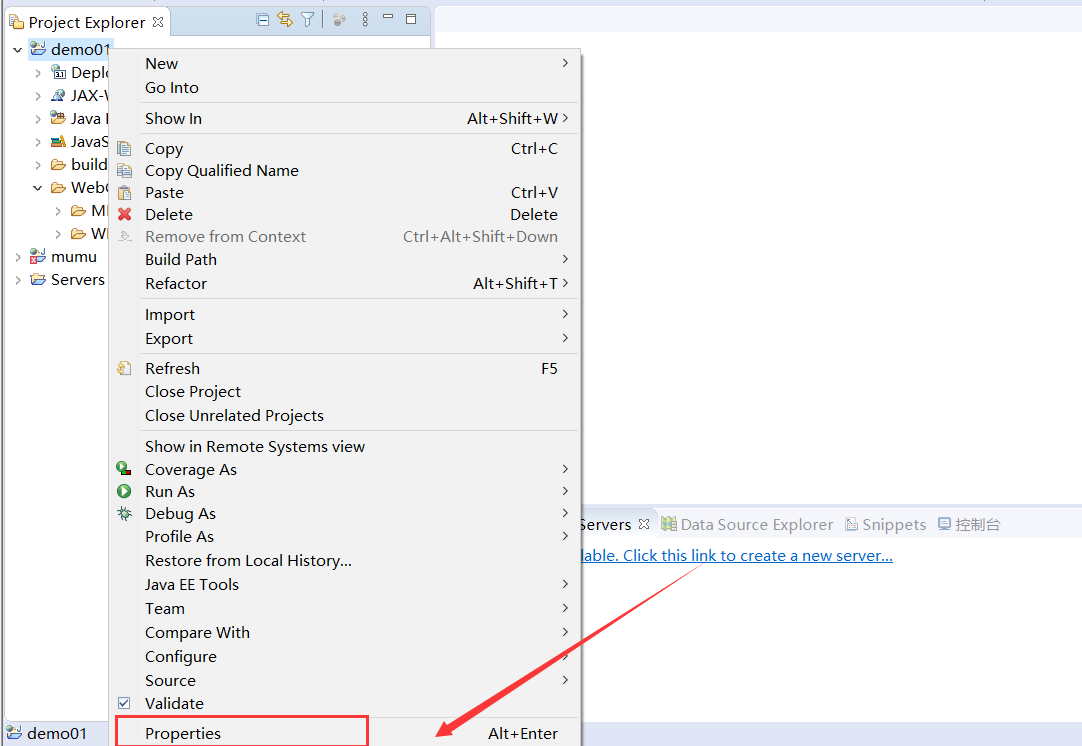 Project Explorer
demo01
Deplo
JAX-W
Java
JavaS
build
Web
mumu
Servers
New
Go Into
Show In Alt+Shift+W
Copy Ctrl+C
Copy Qualified Name
Paste Ctrl+V
Delete Delete
Remove from Context Ctrl+Alt+Shift+Down
Build Path
Refactor Alt+Shift+T
Import
Export
Refresh F5
Close Project
Close Unrelated Projects
Show in Remote Systems view
Coverage As
Run As
Debug As
Profile As
Restore from Local History...
Java EE Tools
Team
Compare With
Configure
Source
Validate
Properties Alt+Enter
Servers Data Source Explorer Snippets 控制台
lable. Click this link to create a new server...
demo01